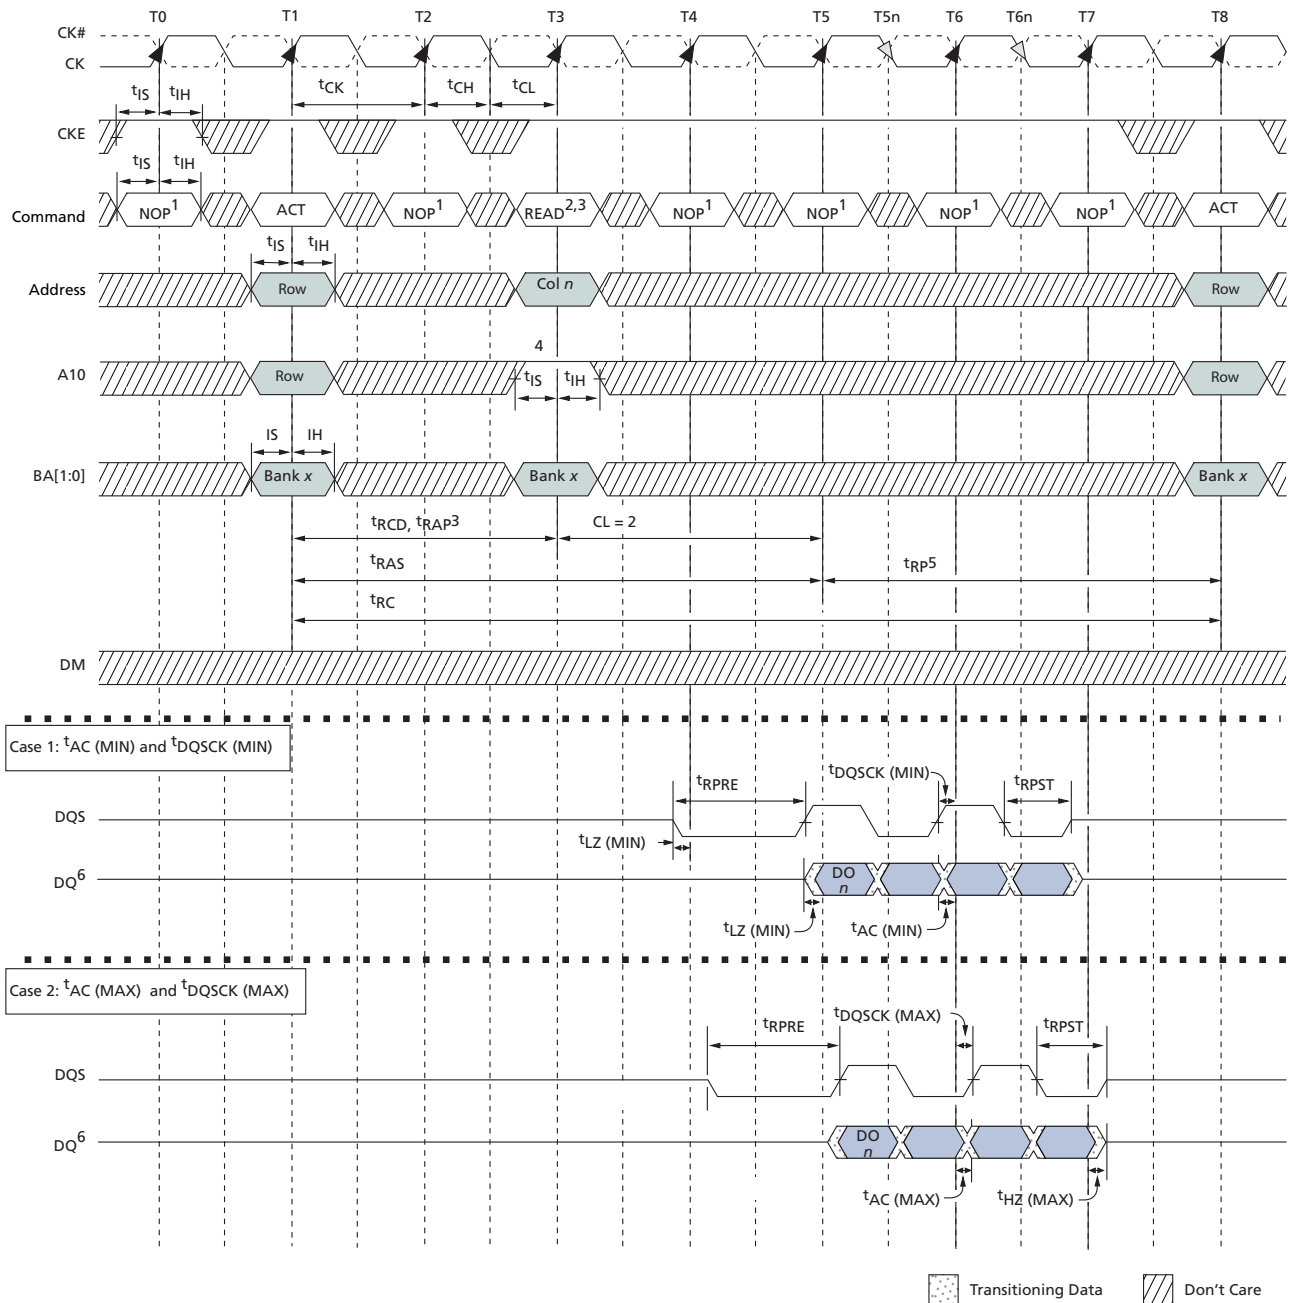 T0 T1 T2 T3 T4 T5 T5n T6 T6n T7 T8
CK#
CK
tCK tCH tCL
tIS tIH
CKE
tIS tIH
Command NOP1 ACT NOP1 READ2,3 NOP1 NOP1 NOP1 NOP1 ACT
tIS tIH
Address Row Col n Row
4
A10 Row tIS tIH Row
IS IH
BA[1:0] Bank x Bank x Bank x
tRCD, tRAP3 CL = 2
tRAS tRP5
tRC
DM
Case 1: tAC (MIN) and tDQSCK (MIN)
tRPRE tDQSCK (MIN) tRPST
DQS
tLZ (MIN)
DQ6 DO n
tLZ (MIN) tAC (MIN)
Case 2: tAC (MAX) and tDQSCK (MAX)
tRPRE tDQSCK (MAX) tRPST
DQS
DQ6 DO n
tAC (MAX) tHZ (MAX)
Transitioning Data Don't Care